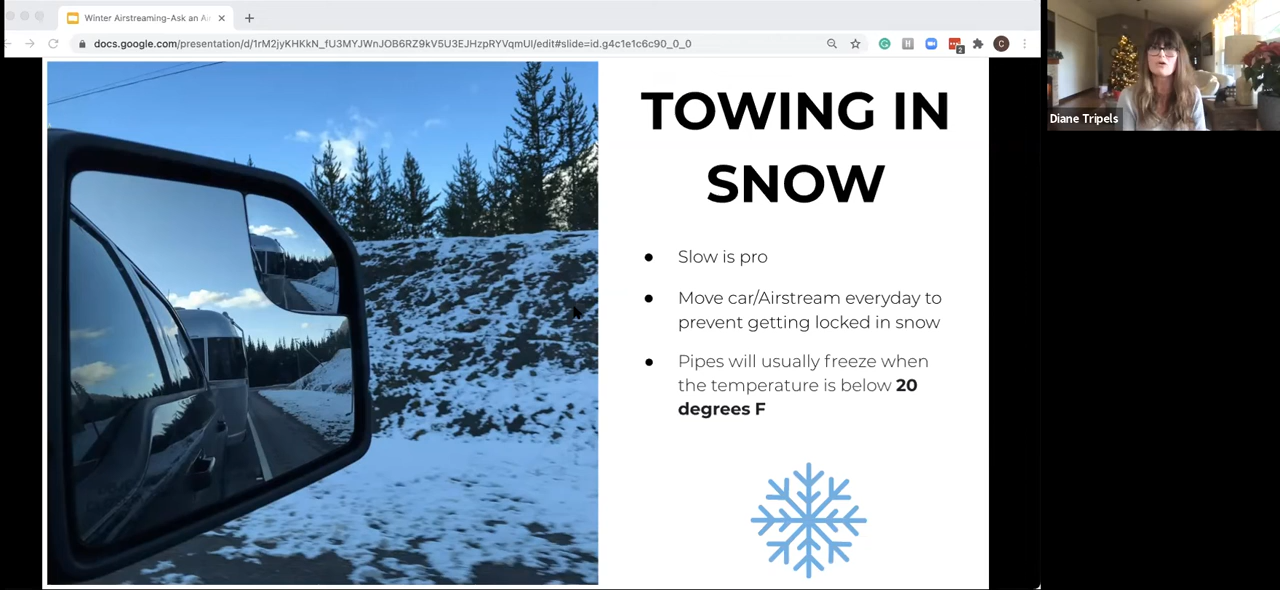 Winter Airstreaming-Ask an Ai
docs.google.com/presentation/d/1rM2jyKHKkN_fU3MYJWnJOB6RZ9kV5U3EJHzpRYVqmUI/edit#slide=id.g4c1e1c6c90_0_0
H
2
C
Diane Tripels
TOWING IN
SNOW
● Slow is pro
● Move car/Airstream everyday to
prevent getting locked in snow
● Pipes will usually freeze when
the temperature is below 20
degrees F